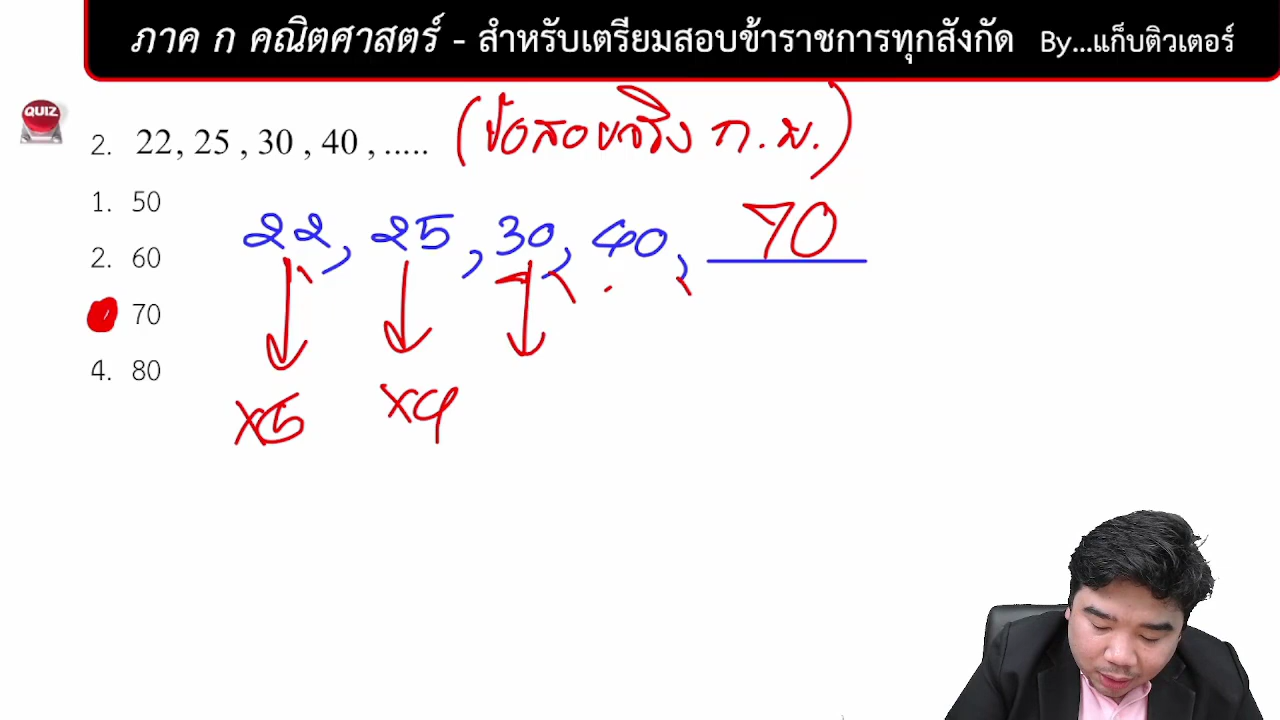 ภาค ก คณิตศาสตร์ - สำหรับเตรียมสอบข้าราชการทุกสังกัด By...แก็บติวเตอร์
QUIZ
2. 22, 25 , 30 , 40 , ..... (ข้อสอบจริง ก.พ.)
1. 50
22, 25, 30, 40, 70
2. 60
70
4. 80
x5 x4